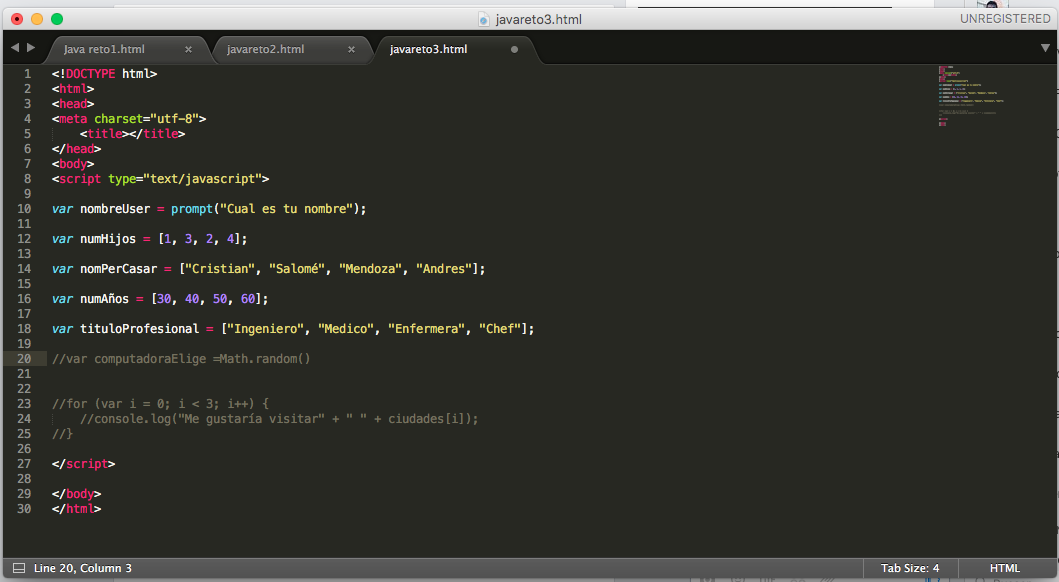 javareto3.html
UNREGISTERED
Java reto1.html
javareto2.html
javareto3.html
1 <!DOCTYPE html>
2 <html>
3 <head>
4 <meta charset="utf-8">
5     <title></title>
6 </head>
7 <body>
8 <script type="text/javascript">
9
10 var nombreUser = prompt("Cual es tu nombre");
11
12 var numHijos = [1, 3, 2, 4];
13
14 var nomPerCasar = ["Cristian", "Salomé", "Mendoza", "Andres"];
15
16 var numAños = [30, 40, 50, 60];
17
18 var tituloProfesional = ["Ingeniero", "Medico", "Enfermera", "Chef"];
19
20 //var computadoraElige =Math.random()
21
22
23 //for (var i = 0; i < 3; i++) {
24     //console.log("Me gustaría visitar" + " " + ciudades[i]);
25 //}
26
27 </script>
28
29 </body>
30 </html>
Line 20, Column 3
Tab Size: 4
HTML